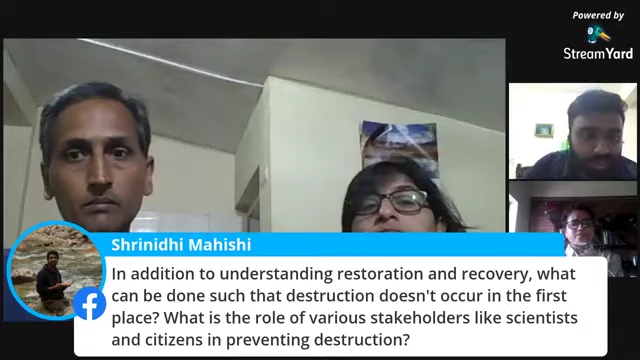 Powered by
StreamYard
Shrinidhi Mahishi
In addition to understanding restoration and recovery, what
can be done such that destruction doesn't occur in the first
place? What is the role of various stakeholders like scientists
and citizens in preventing destruction?